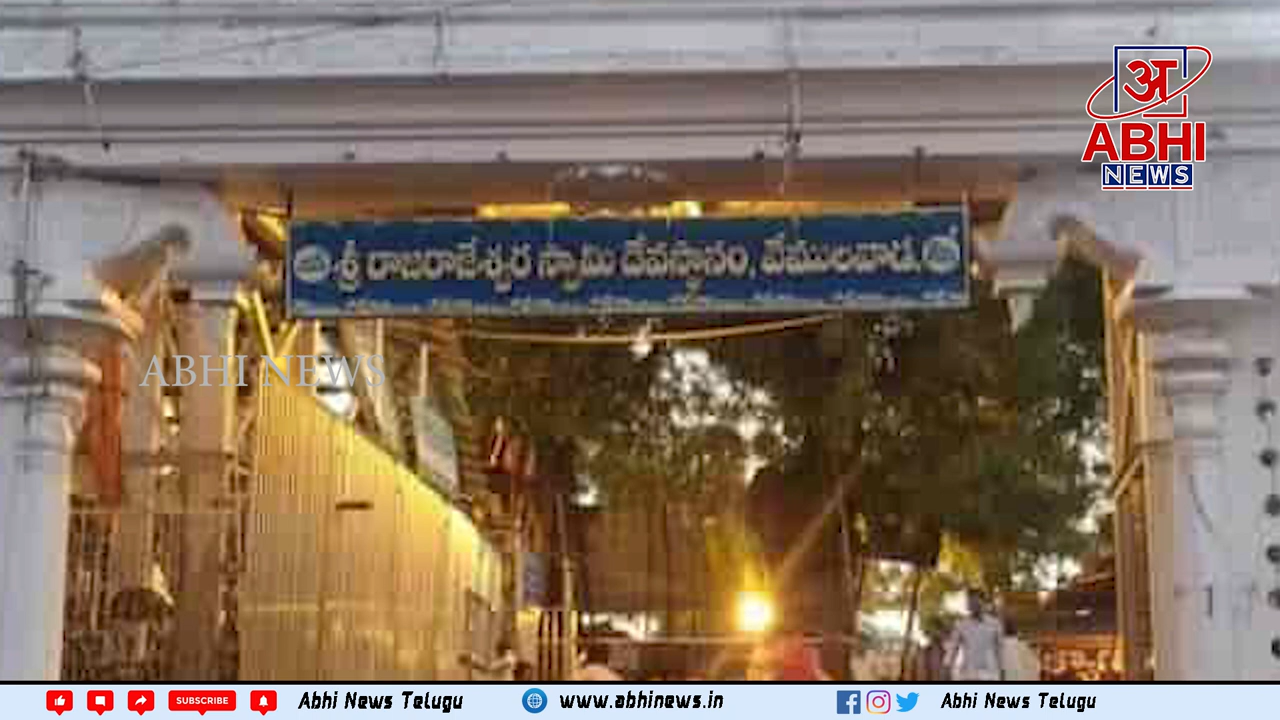 अ
ABHI
NEWS
శ్రీ రాజరాజేశ్వర స్వామి దేవస్థానం, వేములవాడ.
ABHI NEWS
SUBSCRIBE
Abhi News Telugu
www.abhinews.in
Abhi News Telugu